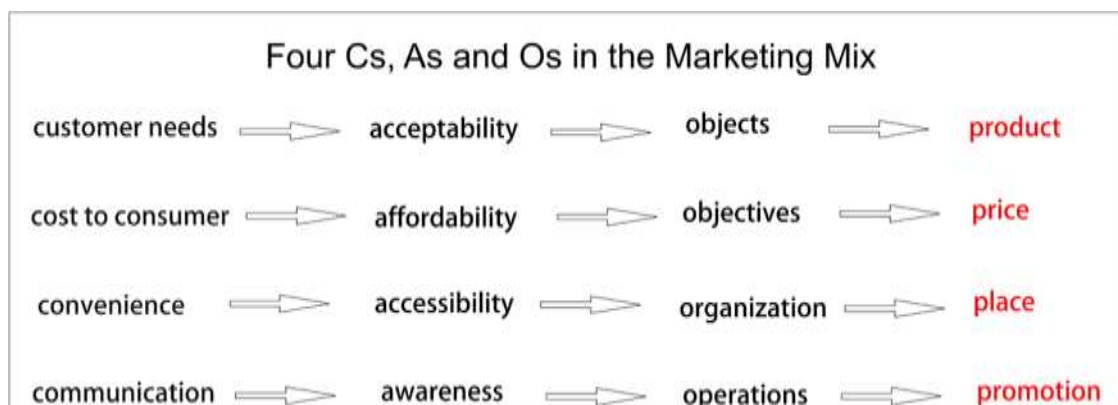 Four Cs, As and Os in the Marketing Mix
customer needs acceptability objects product
cost to consumer affordability objectives price
convenience accessibility organization place
communication awareness operations promotion